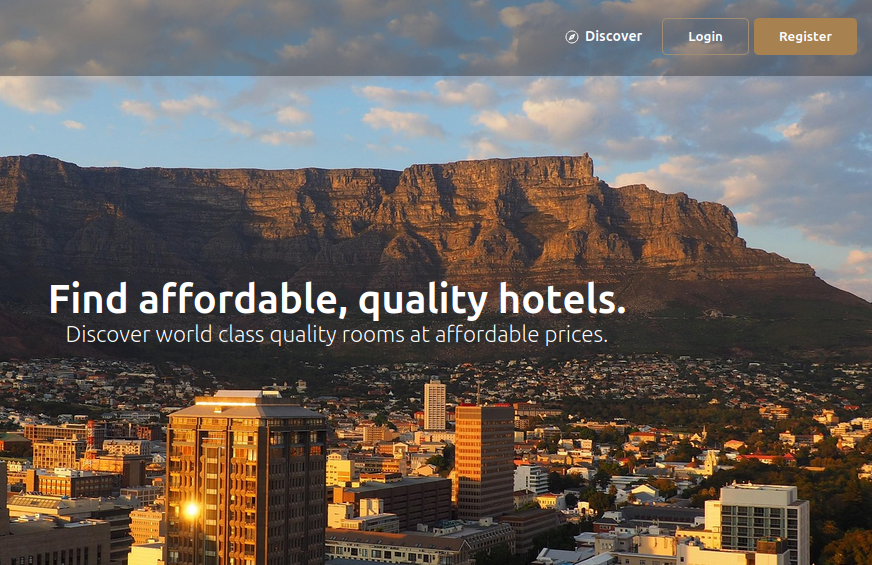 Discover Login Register
Find affordable, quality hotels.
Discover world class quality rooms at affordable prices.